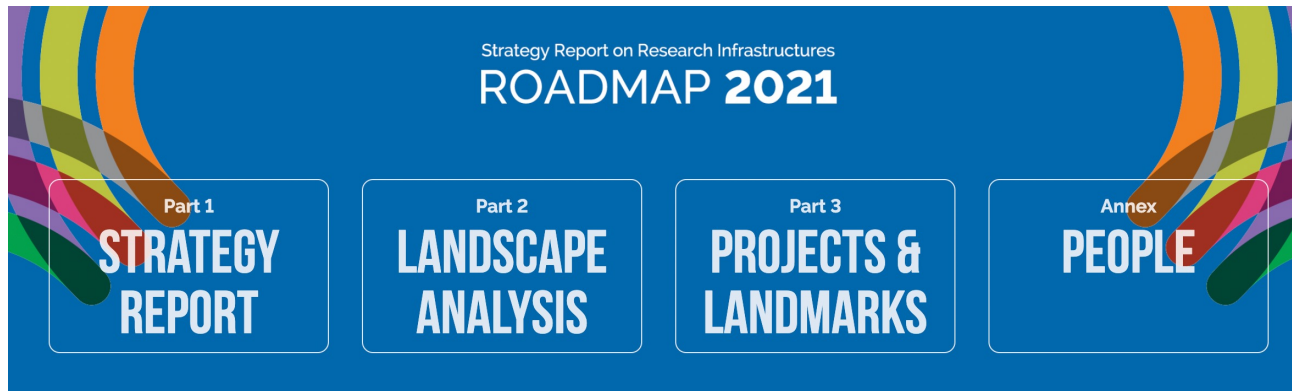 Strategy Report on Research Infrastructures
ROADMAP 2021
Part 1
STRATEGY
REPORT
Part 2
LANDSCAPE
ANALYSIS
Part 3
PROJECTS &
LANDMARKS
Annex
PEOPLE